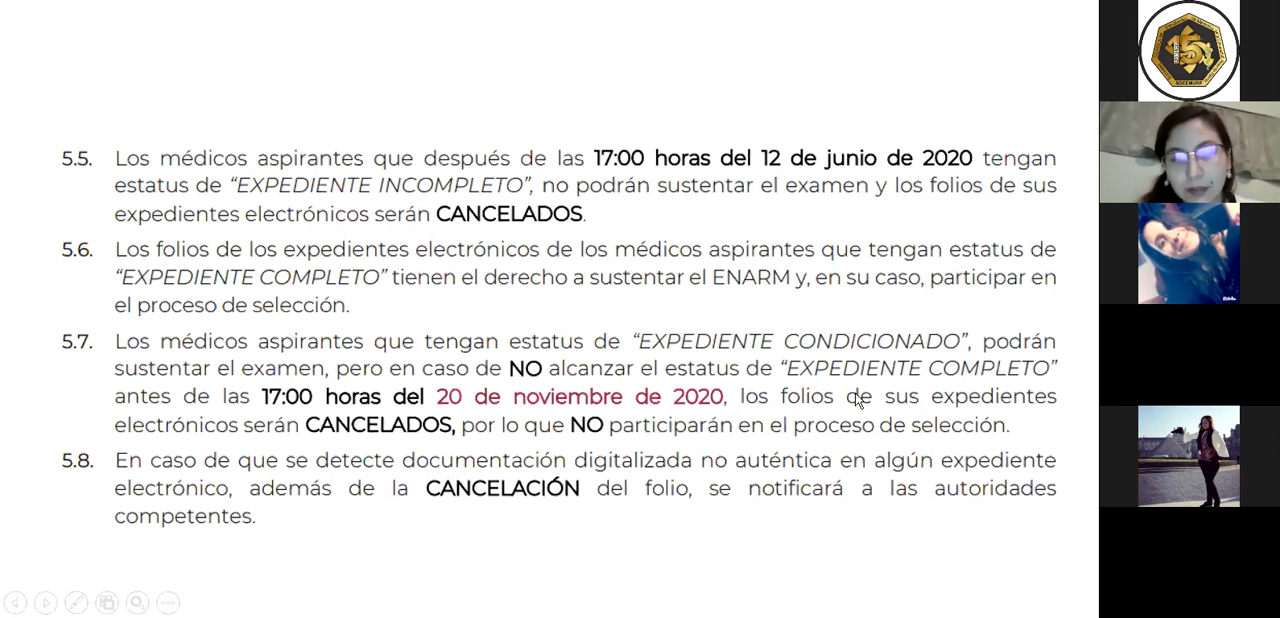 5.5. Los médicos aspirantes que después de las 17:00 horas del 12 de junio de 2020 tengan
estatus de “EXPEDIENTE INCOMPLETO”, no podrán sustentar el examen y los folios de sus
expedientes electrónicos serán CANCELADOS.
5.6. Los folios de los expedientes electrónicos de los médicos aspirantes que tengan estatus de
“EXPEDIENTE COMPLETO” tienen el derecho a sustentar el ENARM y, en su caso, participar en
el proceso de selección.
5.7. Los médicos aspirantes que tengan estatus de “EXPEDIENTE CONDICIONADO”, podrán
sustentar el examen, pero en caso de NO alcanzar el estatus de “EXPEDIENTE COMPLETO”
antes de las 17:00 horas del 20 de noviembre de 2020, los folios de sus expedientes
electrónicos serán CANCELADOS, por lo que NO participarán en el proceso de selección.
5.8. En caso de que se detecte documentación digitalizada no auténtica en algún expediente
electrónico, además de la CANCELACIÓN del folio, se notificará a las autoridades
competentes.
15
SOCEMURP